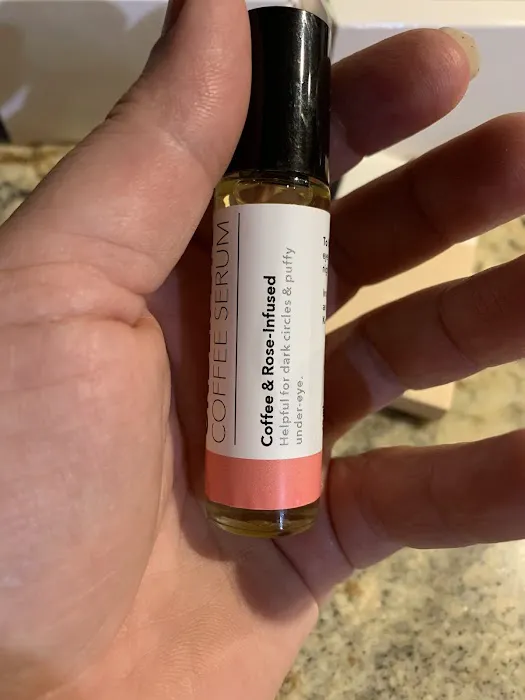 COFFEE SERUM
Coffee & Rose-Infused
Helpful for dark circles & puffy
under-eye.